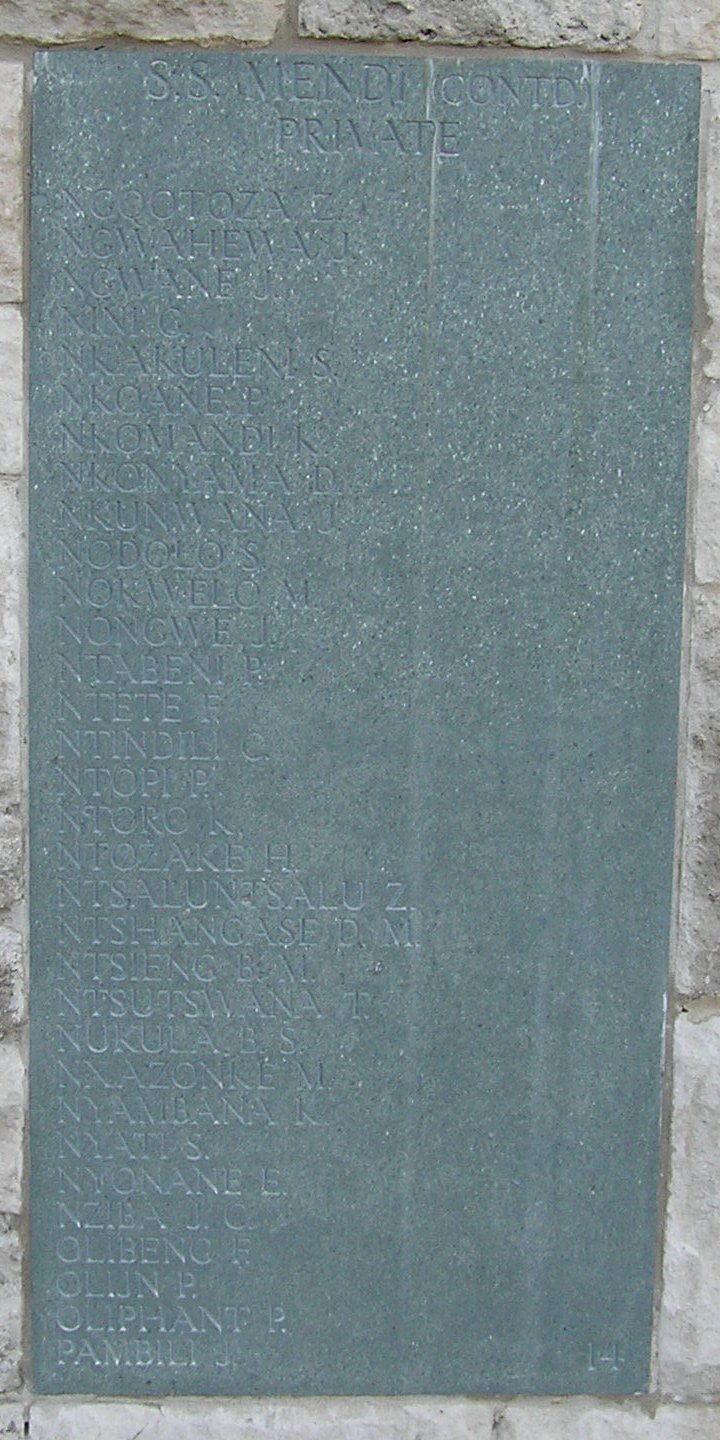 S.S. MENDI (CONTD.)
PRIVATE
NGQOTOZA Z.
NGWAHEWA J.
NGWANE J.
NINI G.
NKAKULENI S.
NKOANE P.
NKOMANDI K.
NKONYAMA D.
NKUNWANA J.
NODOLO S.
NOKWELO M.
NONGWE J.
NTABENI P.
NTETE F.
NTINDILI C.
NTOPI P.
NTORO K.
NTOZAKE H.
NTSALUNTSALU Z.
NTSHANGASE D. M.
NTSIENG B. M.
NTSUTSWANA T.
NUKULA B. S.
NXAZONKE M.
NYAMBANA K.
NYATI S.
NYONANE E.
NZIBA J. C.
OLIBENG F.
OLIJN P.
OLIPHANT P.
PAMBILI J. 14